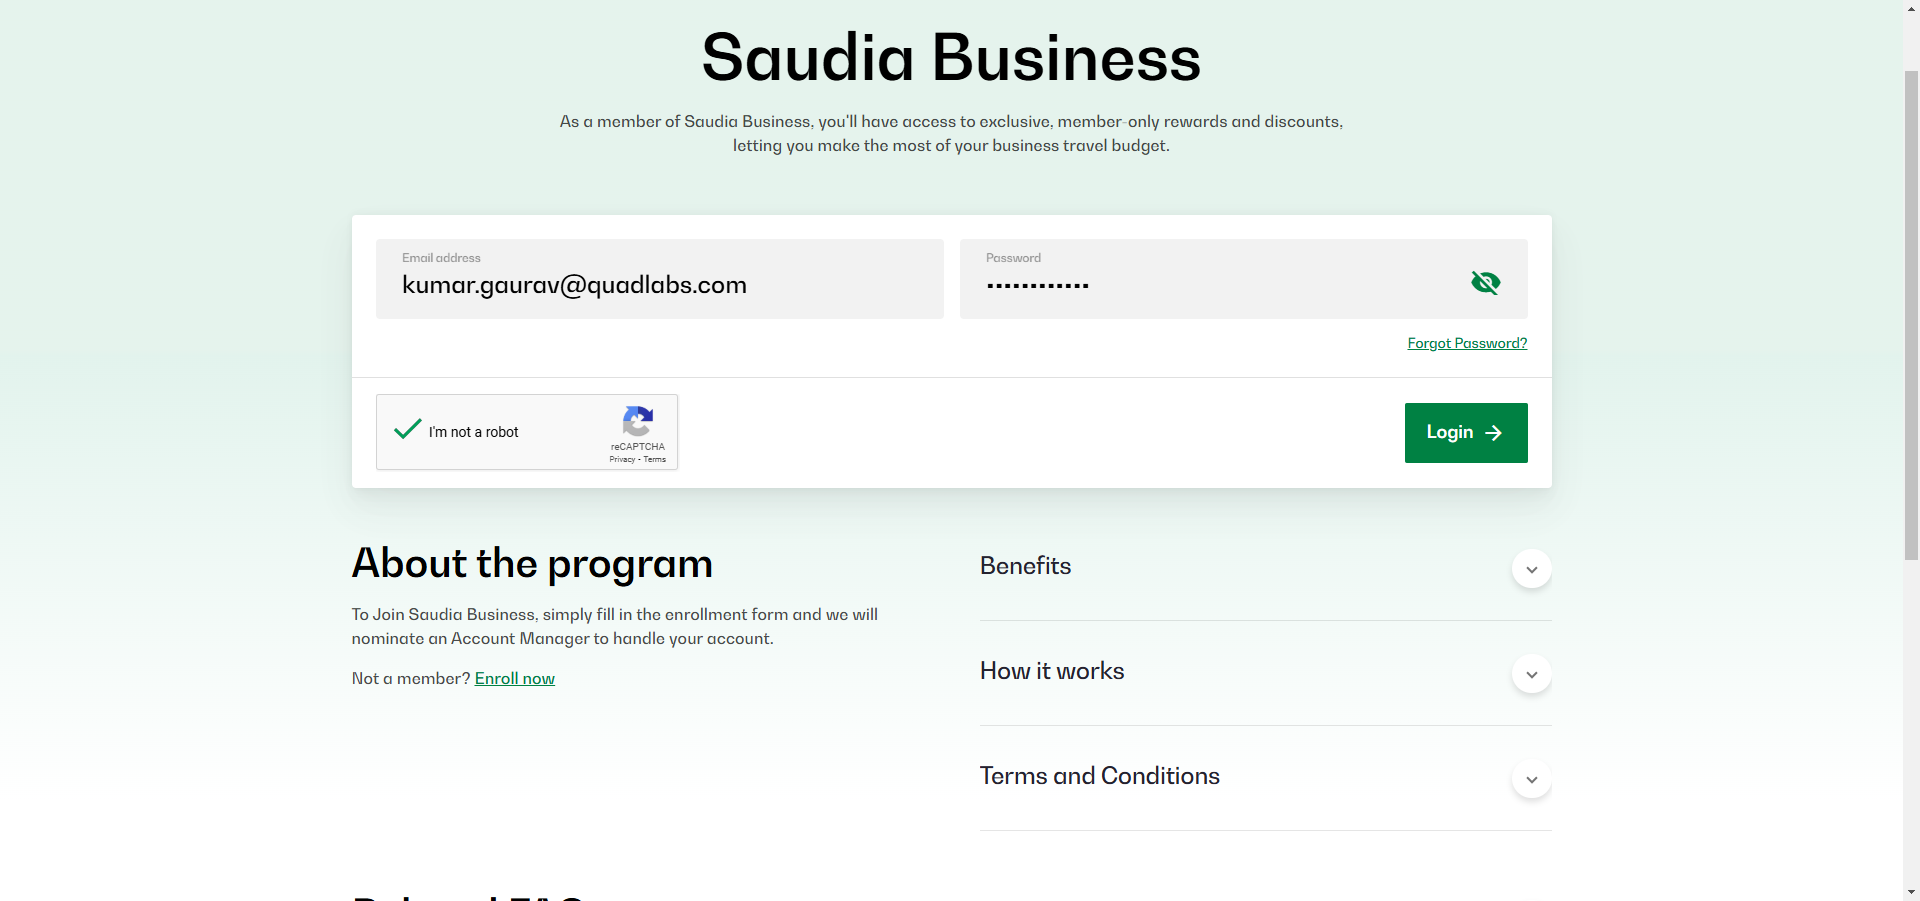 Saudia Business
As a member of Saudia Business, you'll have access to exclusive, member-only rewards and discounts,
letting you make the most of your business travel budget.
Email address
kumar.gaurav@quadlabs.com
Password
••••••••••••
Forgot Password?
I'm not a robot
reCAPTCHA
Privacy - Terms
Login
About the program
To Join Saudia Business, simply fill in the enrollment form and we will
nominate an Account Manager to handle your account.
Not a member? Enroll now
Benefits
How it works
Terms and Conditions